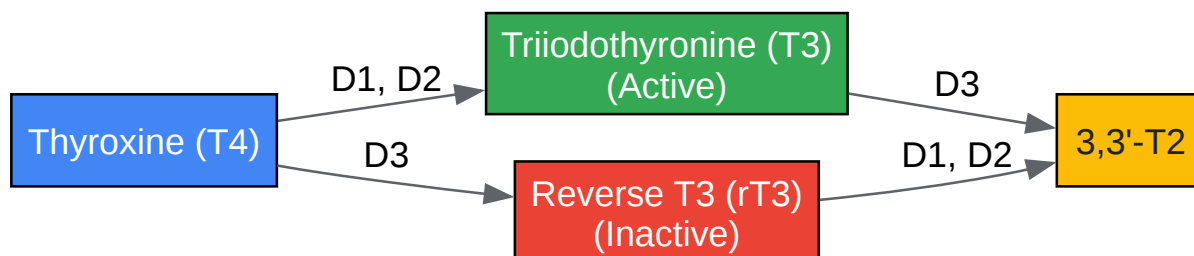 Thyroxine (T4)
D1, D2
Triiodothyronine (T3)
(Active)
D3
D3
Reverse T3 (rT3)
(Inactive)
D1, D2
3,3'-T2